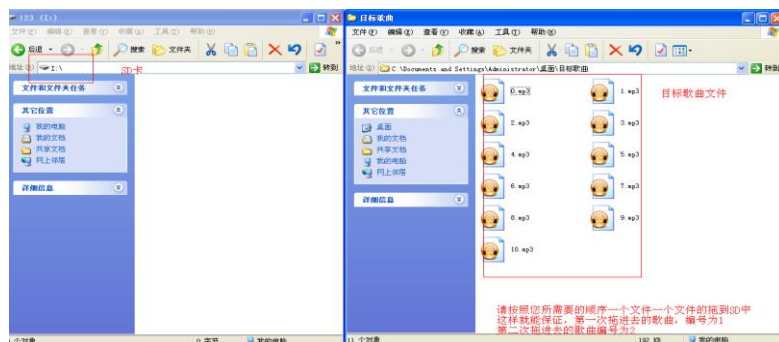 123 (I:)
文件(F) 编辑(E) 查看(V) 收藏(A) 工具(T) 帮助(H)
后退 搜索 文件夹
地址(D) I:\ 转到
SD卡
文件和文件夹任务
其它位置
我的电脑
我的文档
共享文档
网上邻居
详细信息
0 个对象 0 字节 我的电脑
目标歌曲
文件(F) 编辑(E) 查看(V) 收藏(A) 工具(T) 帮助(H)
后退 搜索 文件夹
地址(D) C:\Documents and Settings\Administrator\桌面\目标歌曲 转到
文件和文件夹任务
其它位置
桌面
我的文档
共享文档
我的电脑
网上邻居
详细信息
0.mp3 1.mp3
2.mp3 3.mp3
4.mp3 5.mp3
6.mp3 7.mp3
8.mp3 9.mp3
10.mp3
目标歌曲文件
请按照您所需要的顺序一个文件一个文件的拖到SD中
这样就能保证，第一次拖进去的歌曲，编号为1
第二次拖进去的歌曲编号为2
11 个对象 192 KB 我的电脑